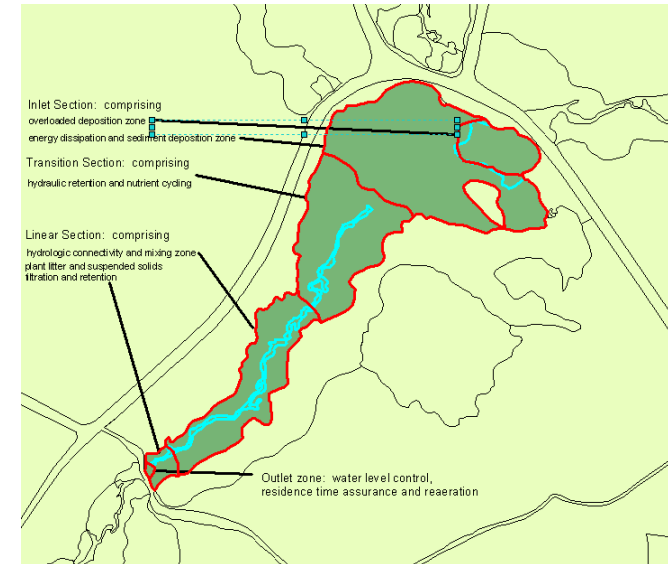 Inlet Section: comprising
overloaded deposition zone
energy dissipation and sediment deposition zone
Transition Section: comprising
hydraulic retention and nutrient cycling
Linear Section: comprising
hydrologic connectivity and mixing zone
plant litter and suspended solids
filtration and retention
Outlet zone: water level control,
residence time assurance and reaeration